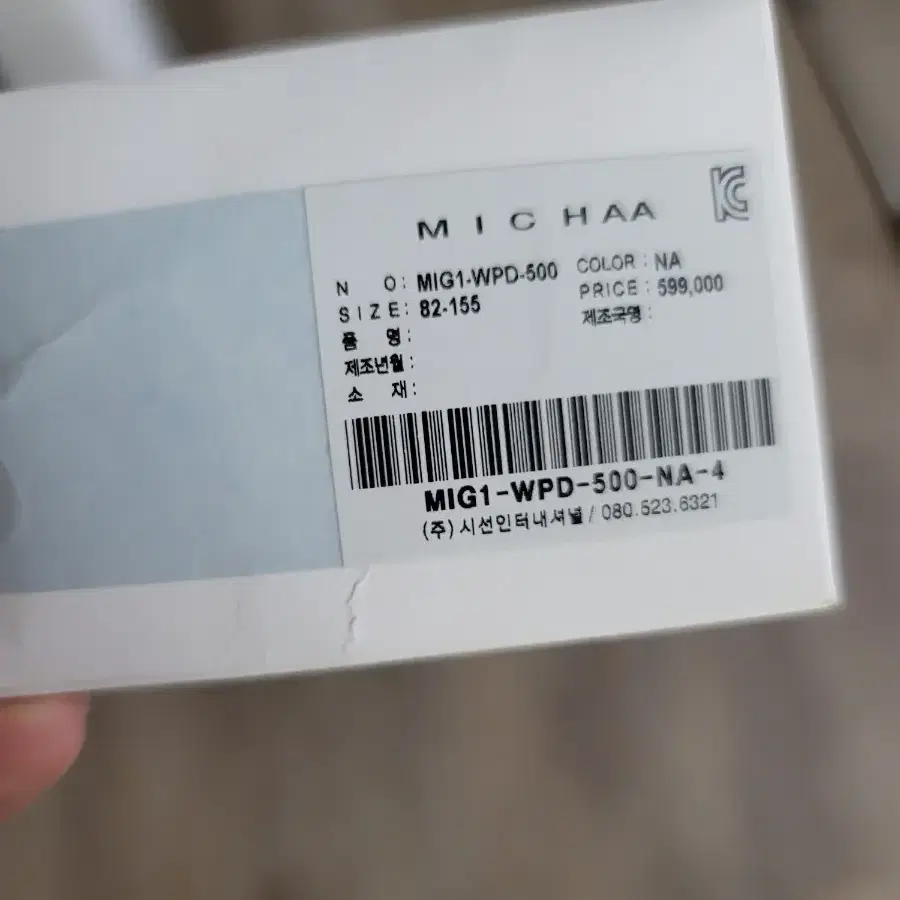 MICHAA
KC
N O : MIG1-WPD-500
COLOR : NA
SIZE : 82-155
PRICE : 599,000
품 명 :
제조국명 :
제조년월 :
소 재 :
MIG1-WPD-500-NA-4
(주)시선인터내셔널 / 080.523.6321